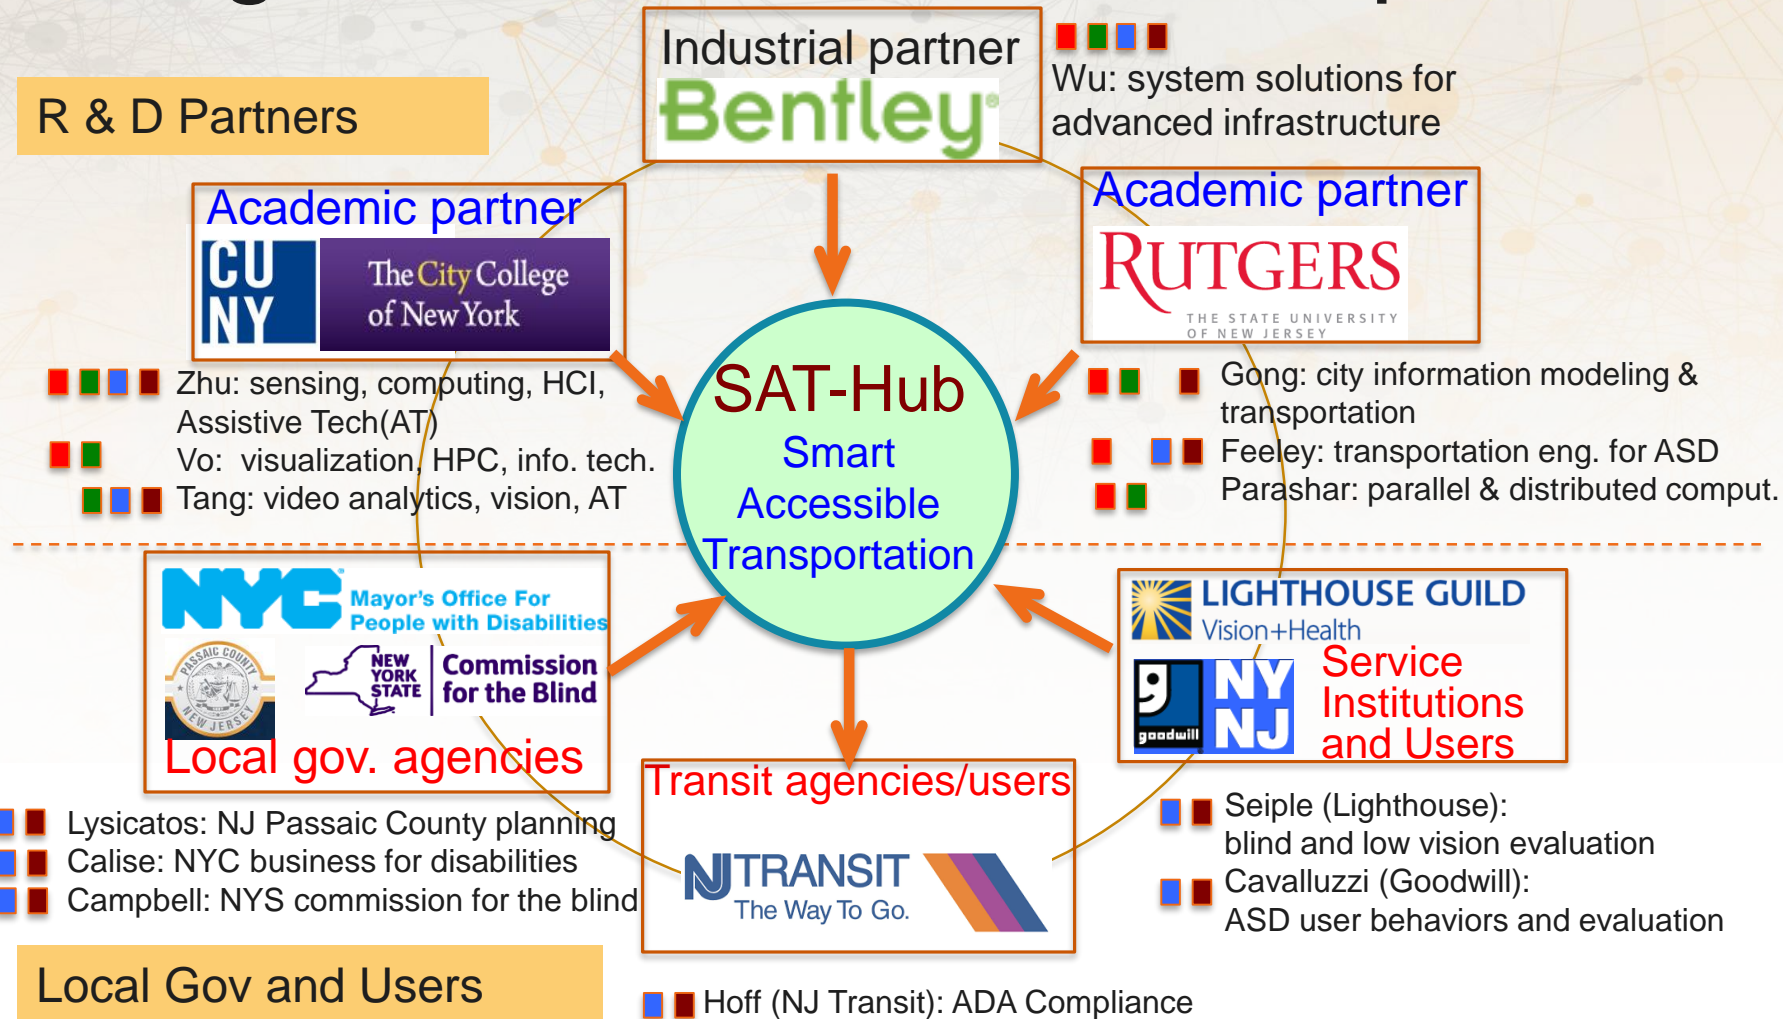 Industrial partner
Bentley®
Wu: system solutions for
advanced infrastructure
R & D Partners
Academic partner
CU
NY
The City College
of New York
Academic partner
RUTGERS
THE STATE UNIVERSITY
OF NEW JERSEY
Zhu: sensing, computing, HCI,
Assistive Tech(AT)
Vo: visualization, HPC, info. tech.
Tang: video analytics, vision, AT
SAT-Hub
Smart
Accessible
Transportation
Gong: city information modeling &
transportation
Feeley: transportation eng. for ASD
Parashar: parallel & distributed comput.
NYC
Mayor's Office For
People with Disabilities
PASSAIC COUNTY
NEW JERSEY
NEW
YORK
STATE
Commission
for the Blind
Local gov. agencies
LIGHTHOUSE GUILD
Vision+Health
goodwill
NY
NJ
Service
Institutions
and Users
Transit agencies/users
NJ TRANSIT
The Way To Go.
Lysicatos: NJ Passaic County planning
Calise: NYC business for disabilities
Campbell: NYS commission for the blind
Seiple (Lighthouse):
blind and low vision evaluation
Cavalluzzi (Goodwill):
ASD user behaviors and evaluation
Local Gov and Users
Hoff (NJ Transit): ADA Compliance